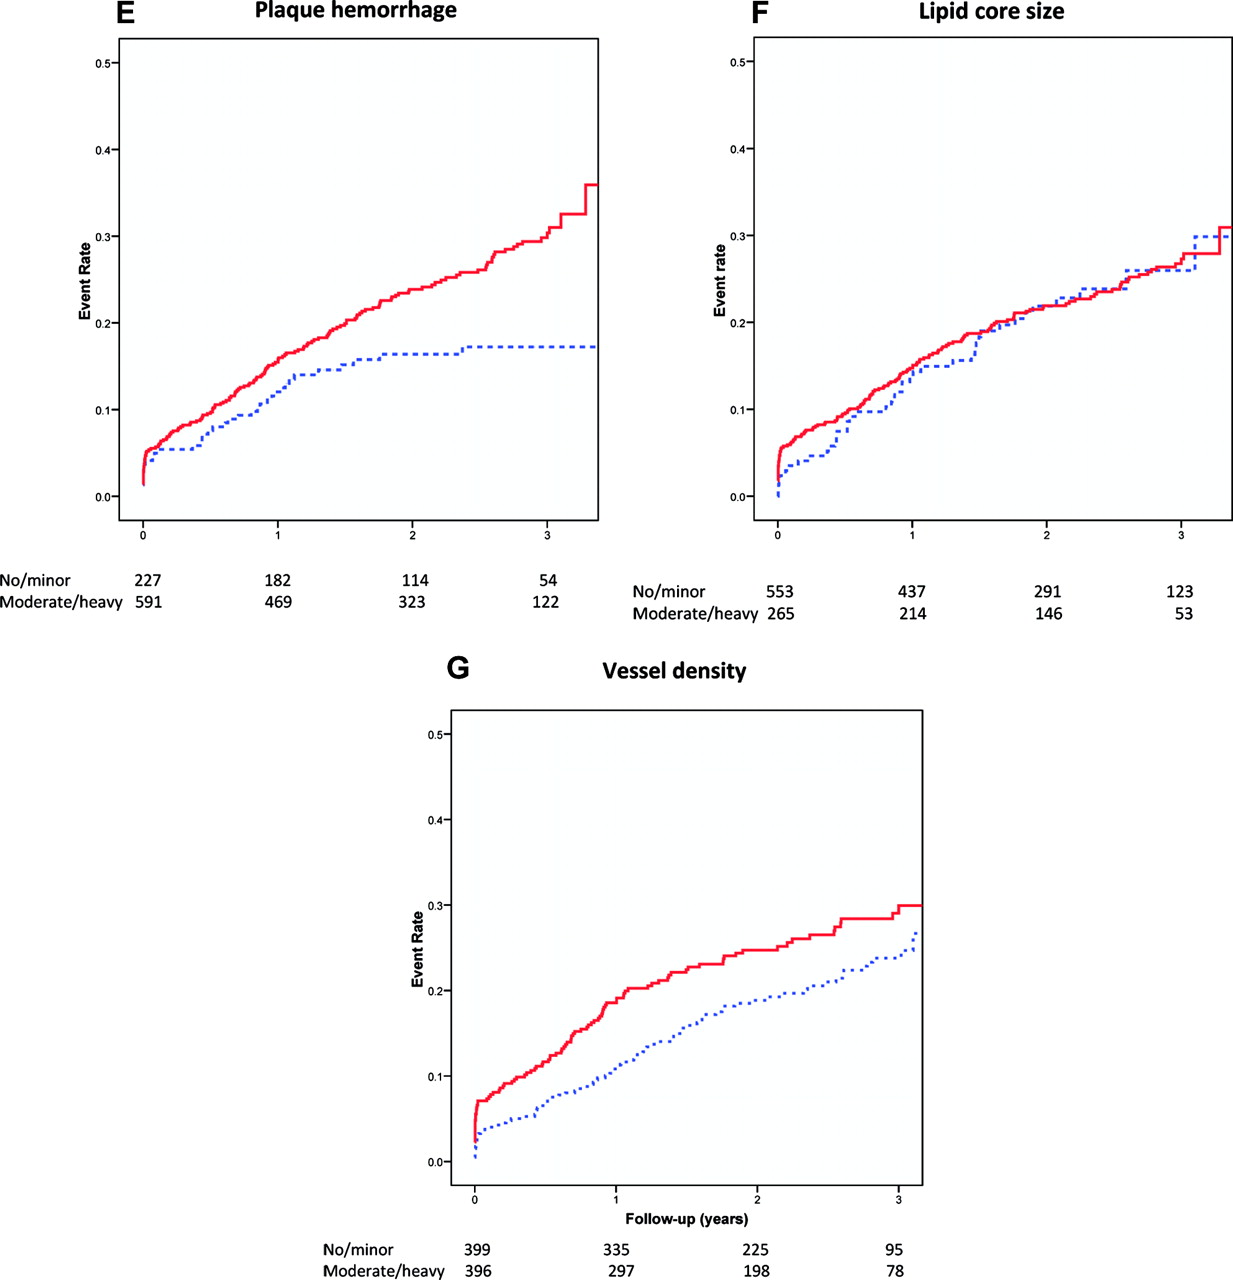 E Plaque hemorrhage
0.5
0.4
0.3
0.2
0.1
0.0
Event Rate
0 1 2 3
No/minor 227 182 114 54
Moderate/heavy 591 469 323 122
F Lipid core size
0.5
0.4
0.3
0.2
0.1
0.0
Event rate
0 1 2 3
No/minor 553 437 291 123
Moderate/heavy 265 214 146 53
G Vessel density
0.5
0.4
0.3
0.2
0.1
0.0
Event Rate
0 1 2 3
Follow-up (years)
No/minor 399 335 225 95
Moderate/heavy 396 297 198 78